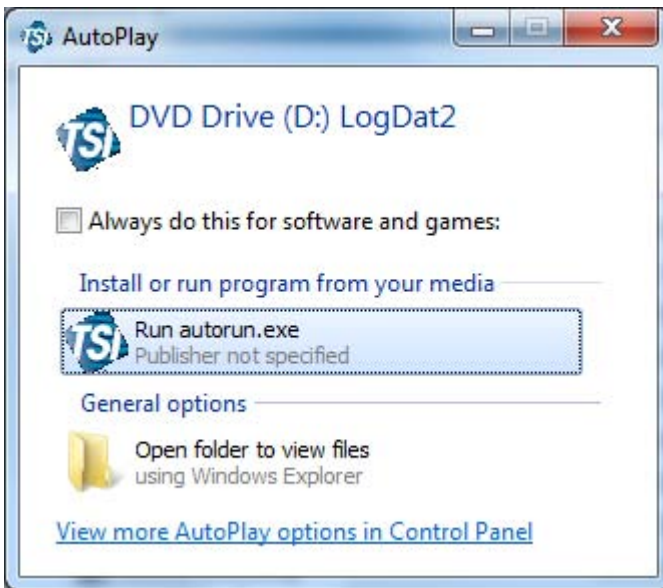 AutoPlay
DVD Drive (D:) LogDat2
TSI
Always do this for software and games:
Install or run program from your media
TSI
Run autorun.exe
Publisher not specified
General options
Open folder to view files
using Windows Explorer
View more AutoPlay options in Control Panel